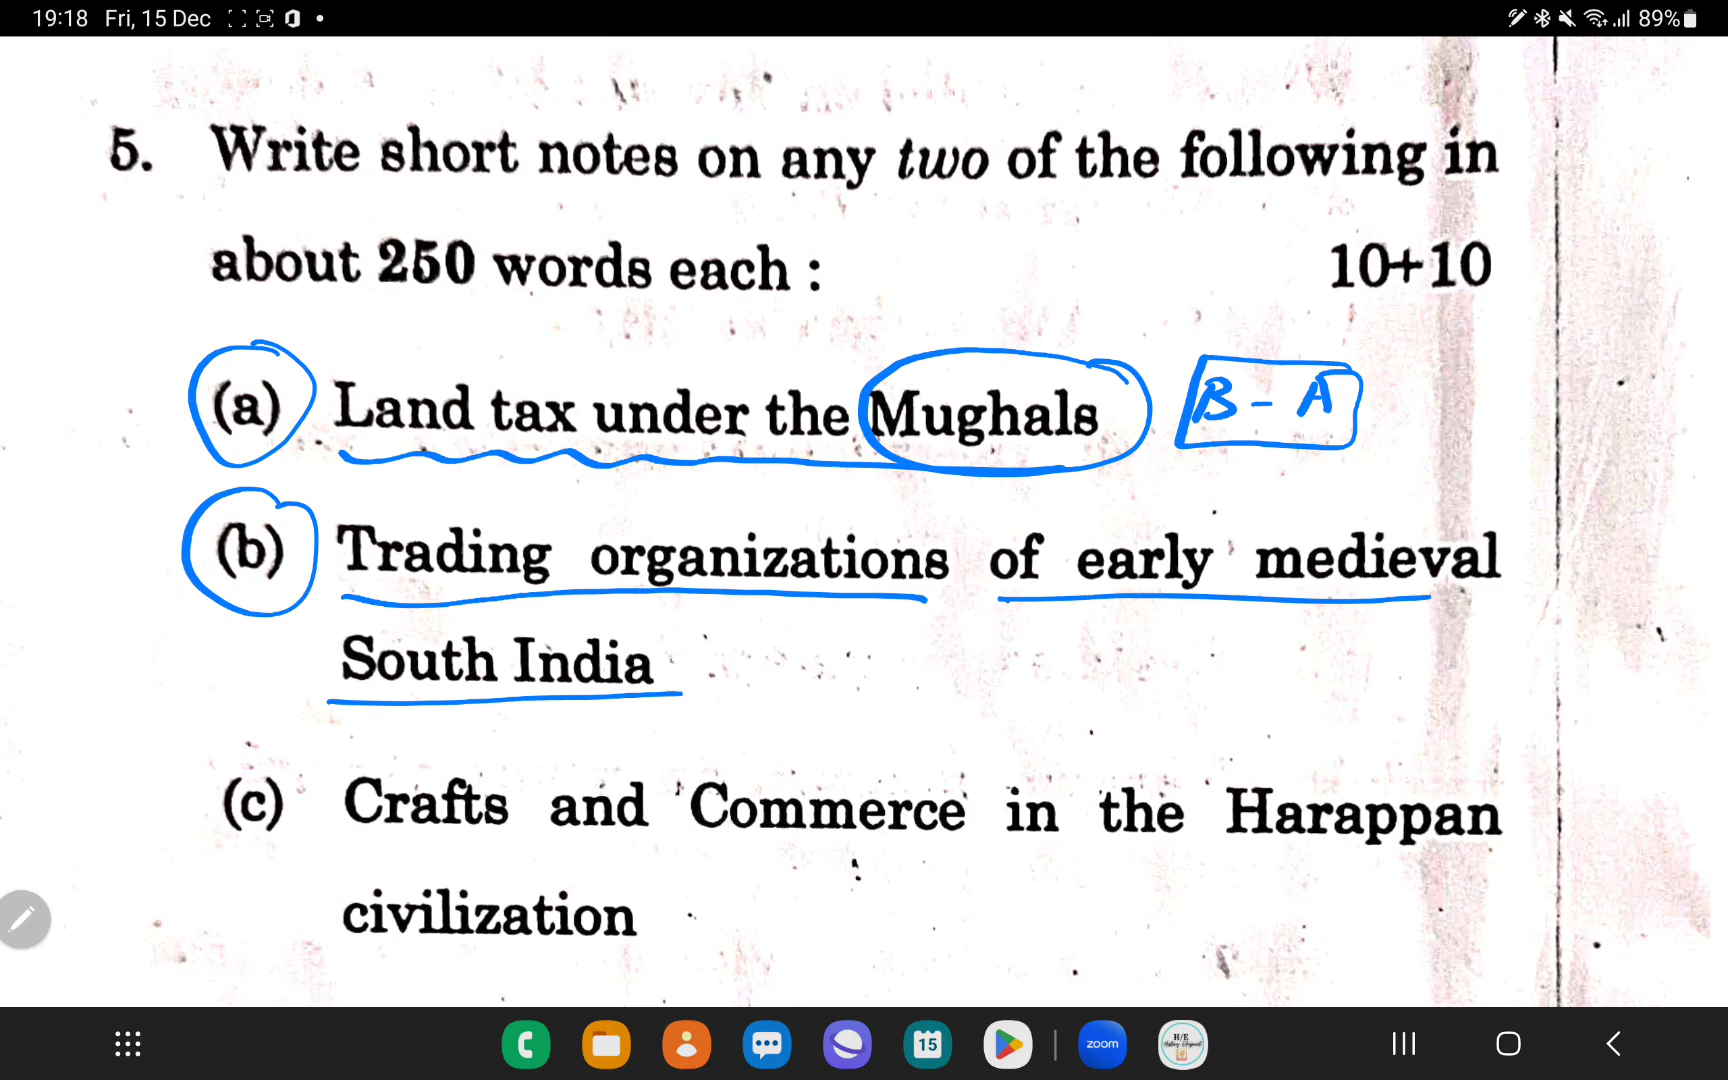 19:18 Fri, 15 Dec 89%
5. Write short notes on any two of the following in
about 250 words each : 10+10
(a) Land tax under the Mughals B - A
(b) Trading organizations of early medieval
South India
(c) Crafts and Commerce in the Harappan
civilization
15 zoom H/E